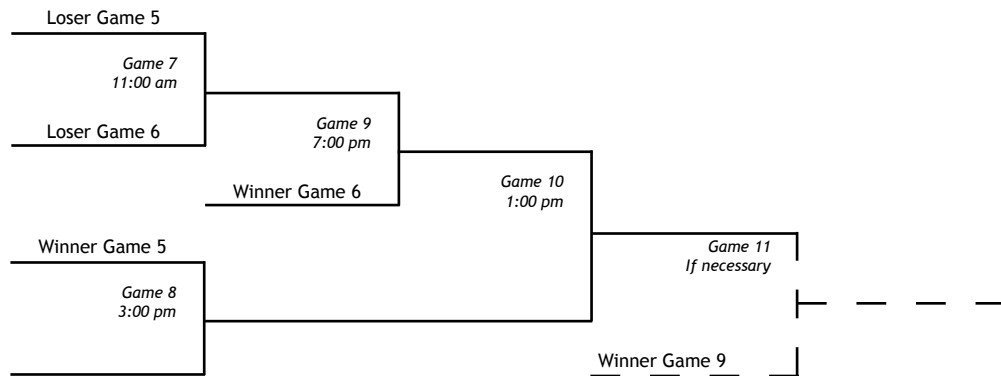 Loser Game 5
Game 7
11:00 am
Loser Game 6
Game 9
7:00 pm
Winner Game 6
Game 10
1:00 pm
Winner Game 5
Game 8
3:00 pm
Game 11
If necessary
Winner Game 9